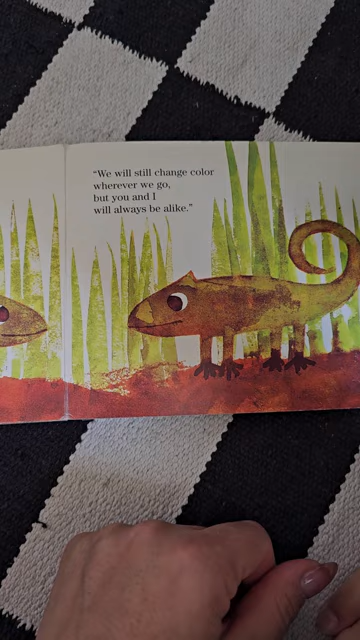 “We will still change color
wherever we go,
but you and I
will always be alike.”